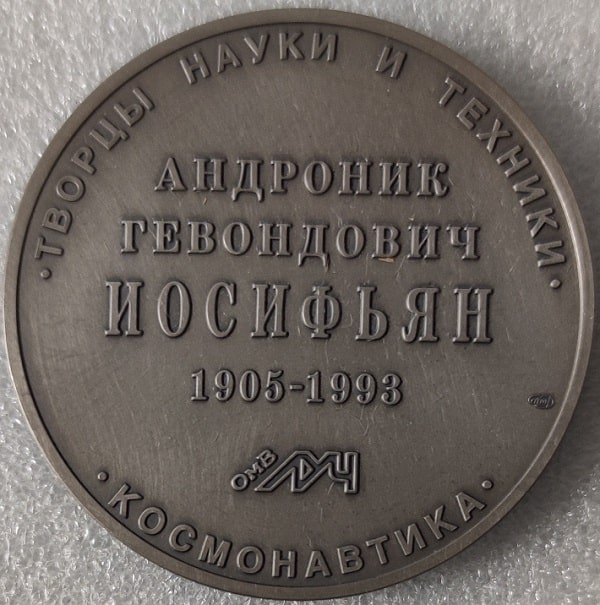 · ТВОРЦЫ НАУКИ И ТЕХНИКИ ·
АНДРОНИК
ГЕВОНДОВИЧ
ИОСИФЬЯН
1905-1993
ОМВ
· КОСМОНАВТИКА ·